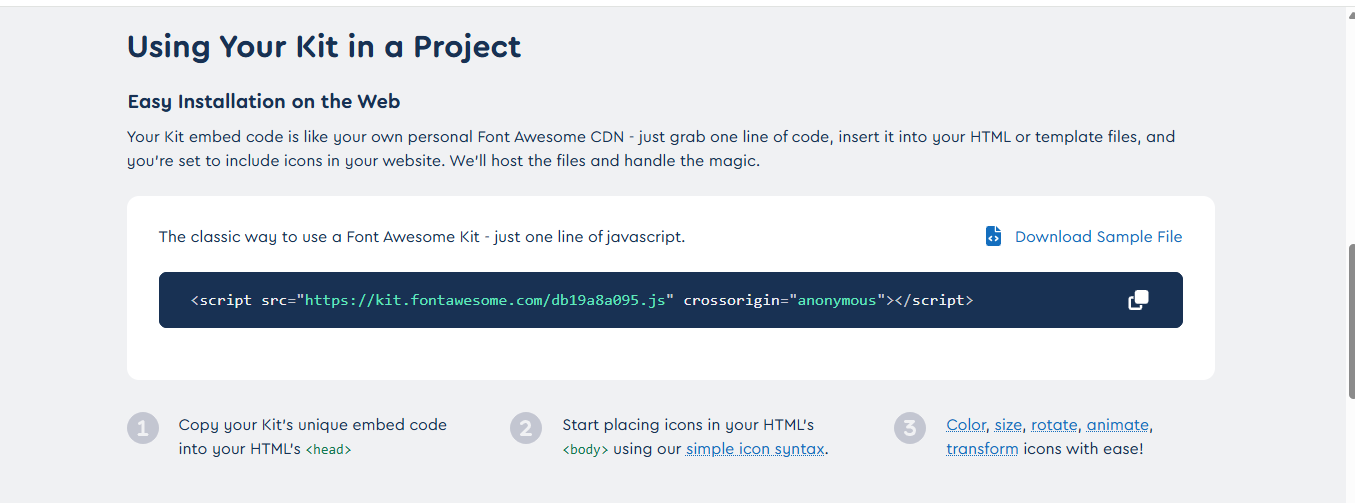 Using Your Kit in a Project
Easy Installation on the Web
Your Kit embed code is like your own personal Font Awesome CDN - just grab one line of code, insert it into your HTML or template files, and
you're set to include icons in your website. We'll host the files and handle the magic.
The classic way to use a Font Awesome Kit - just one line of javascript.
Download Sample File
<script src="https://kit.fontawesome.com/db19a8a095.js" crossorigin="anonymous"></script>
1
Copy your Kit's unique embed code
into your HTML's <head>
2
Start placing icons in your HTML's
<body> using our simple icon syntax.
3
Color, size, rotate, animate,
transform icons with ease!